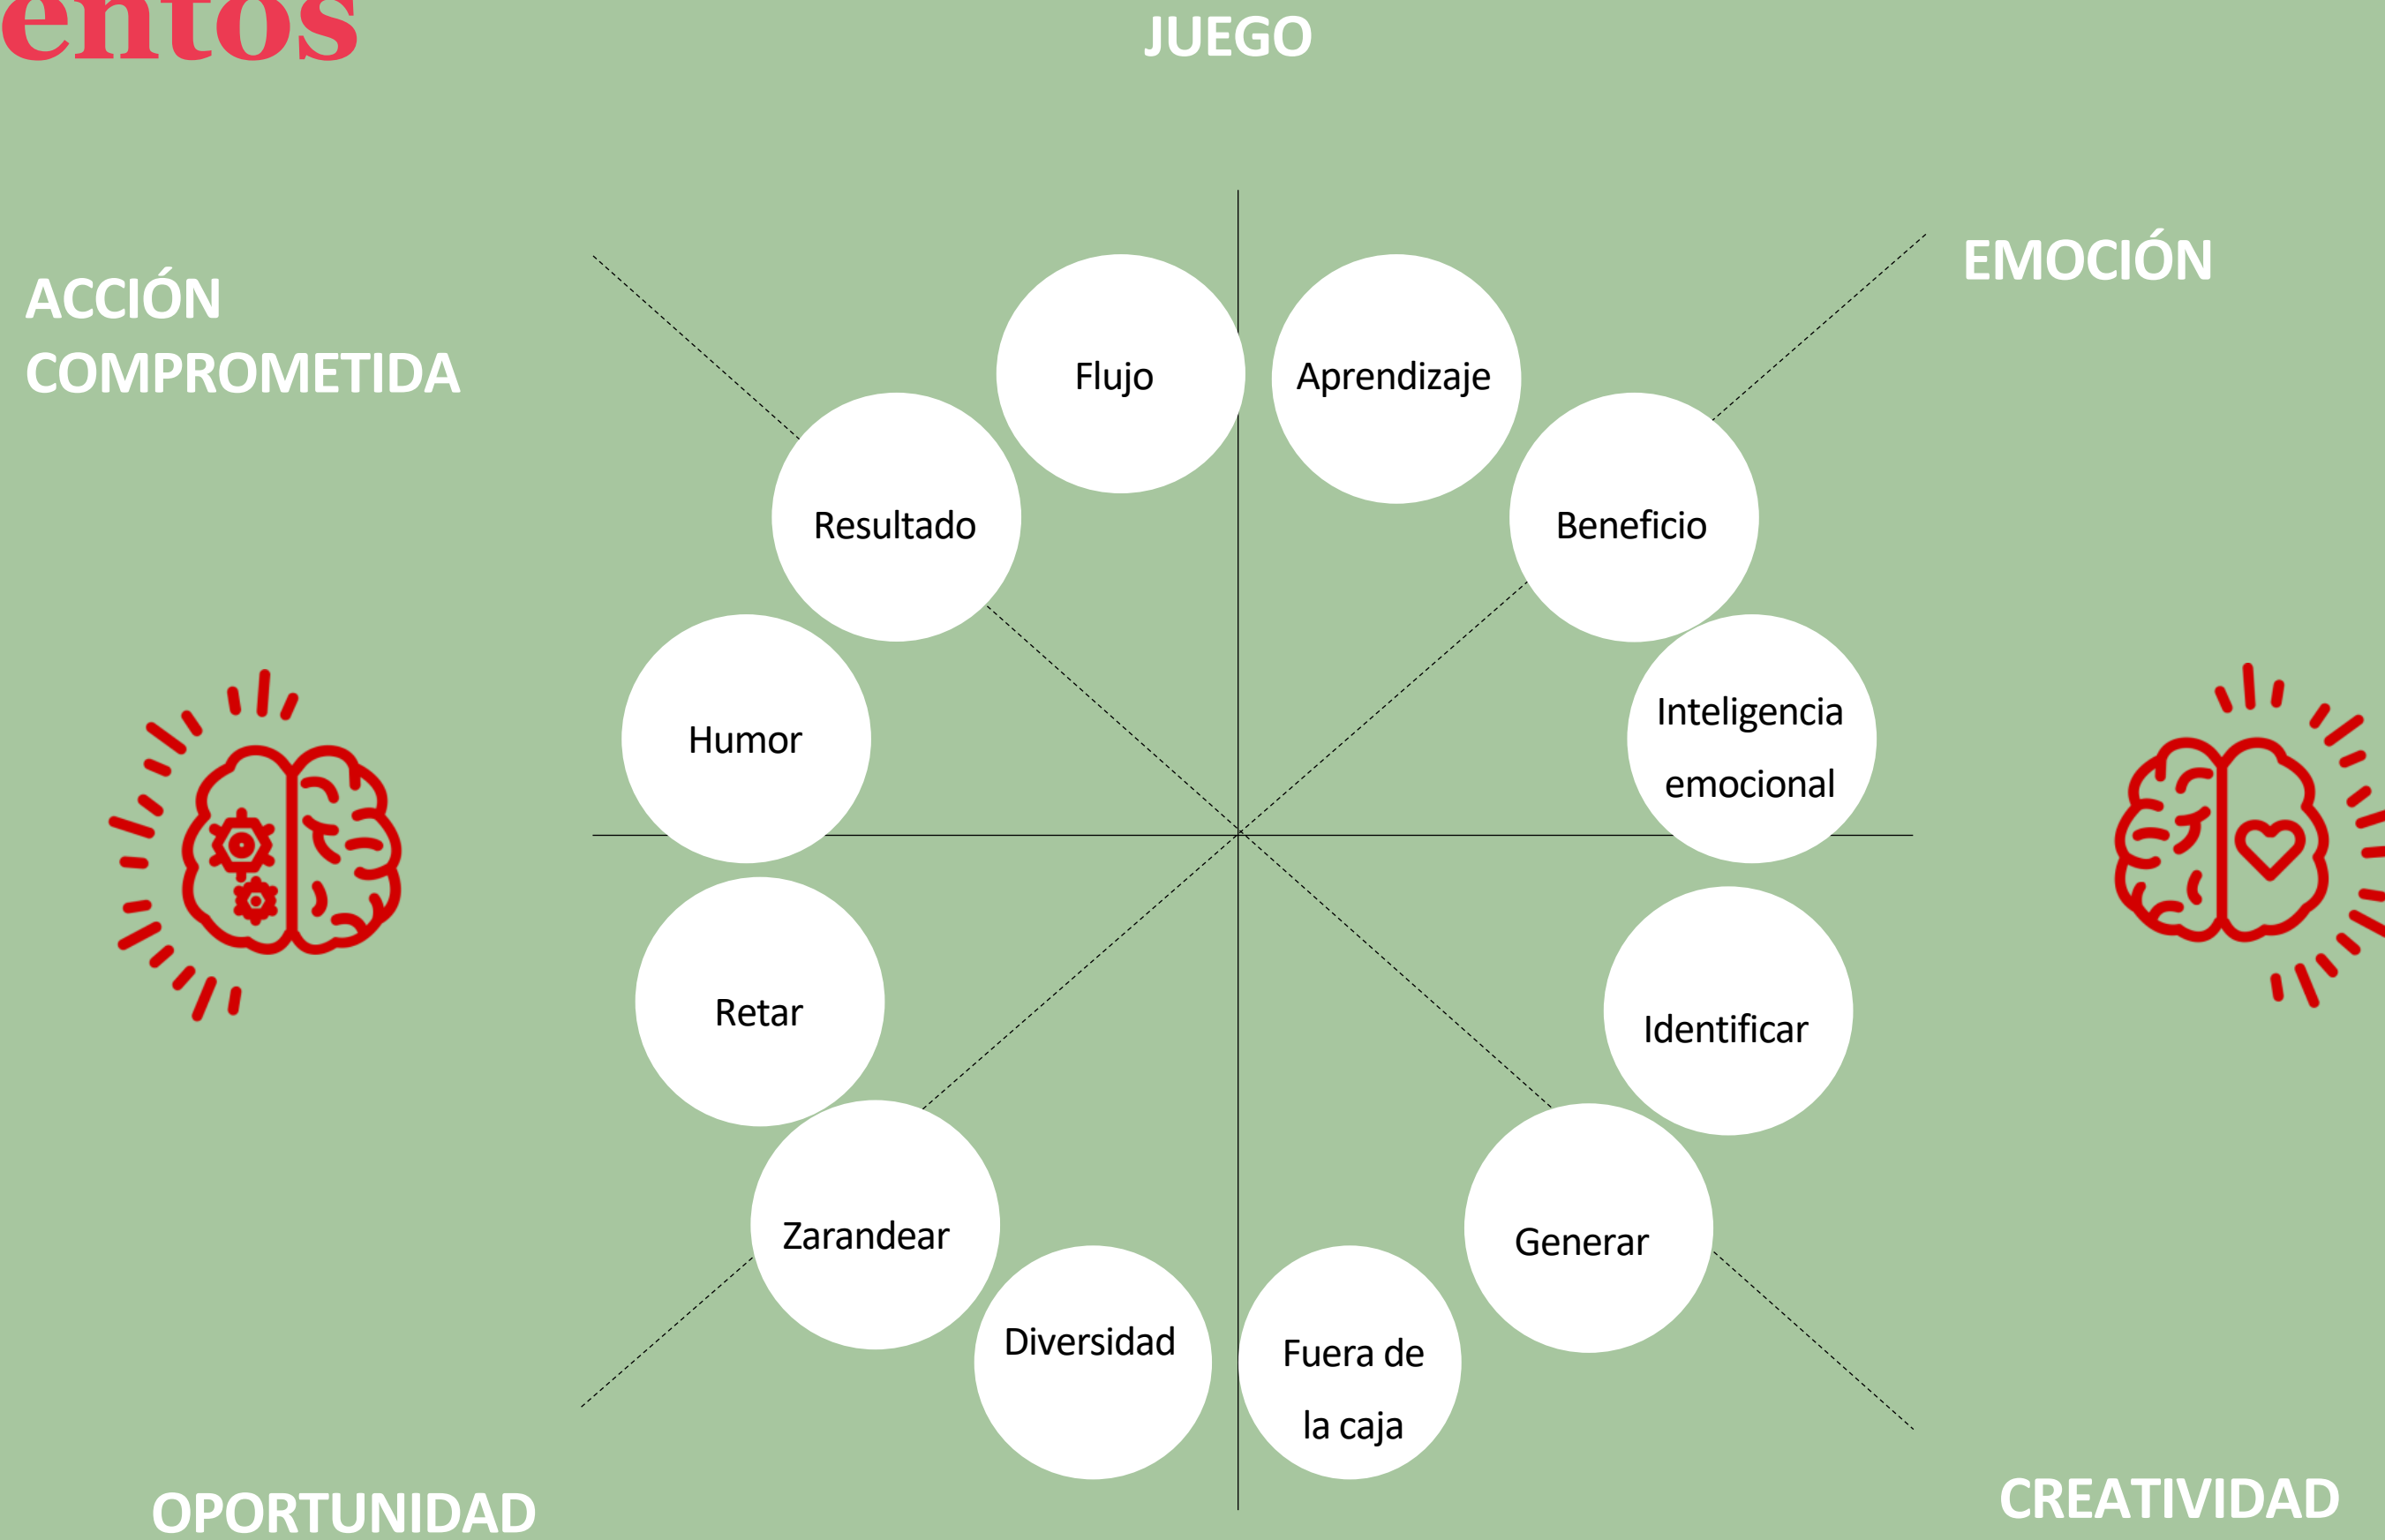 entos
JUEGO
EMOCIÓN
ACCIÓN
COMPROMETIDA
Flujo
Aprendizaje
Resultado
Beneficio
Humor
Inteligencia
emocional
Retar
Identificar
Zarandear
Generar
Diversidad
Fuera de
la caja
OPORTUNIDAD
CREATIVIDAD